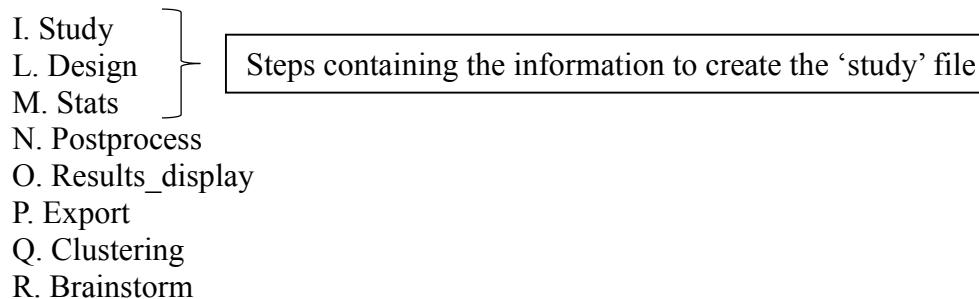 I. Study
L. Design
M. Stats
Steps containing the information to create the ‘study’ file
N. Postprocess
O. Results_display
P. Export
Q. Clustering
R. Brainstorm